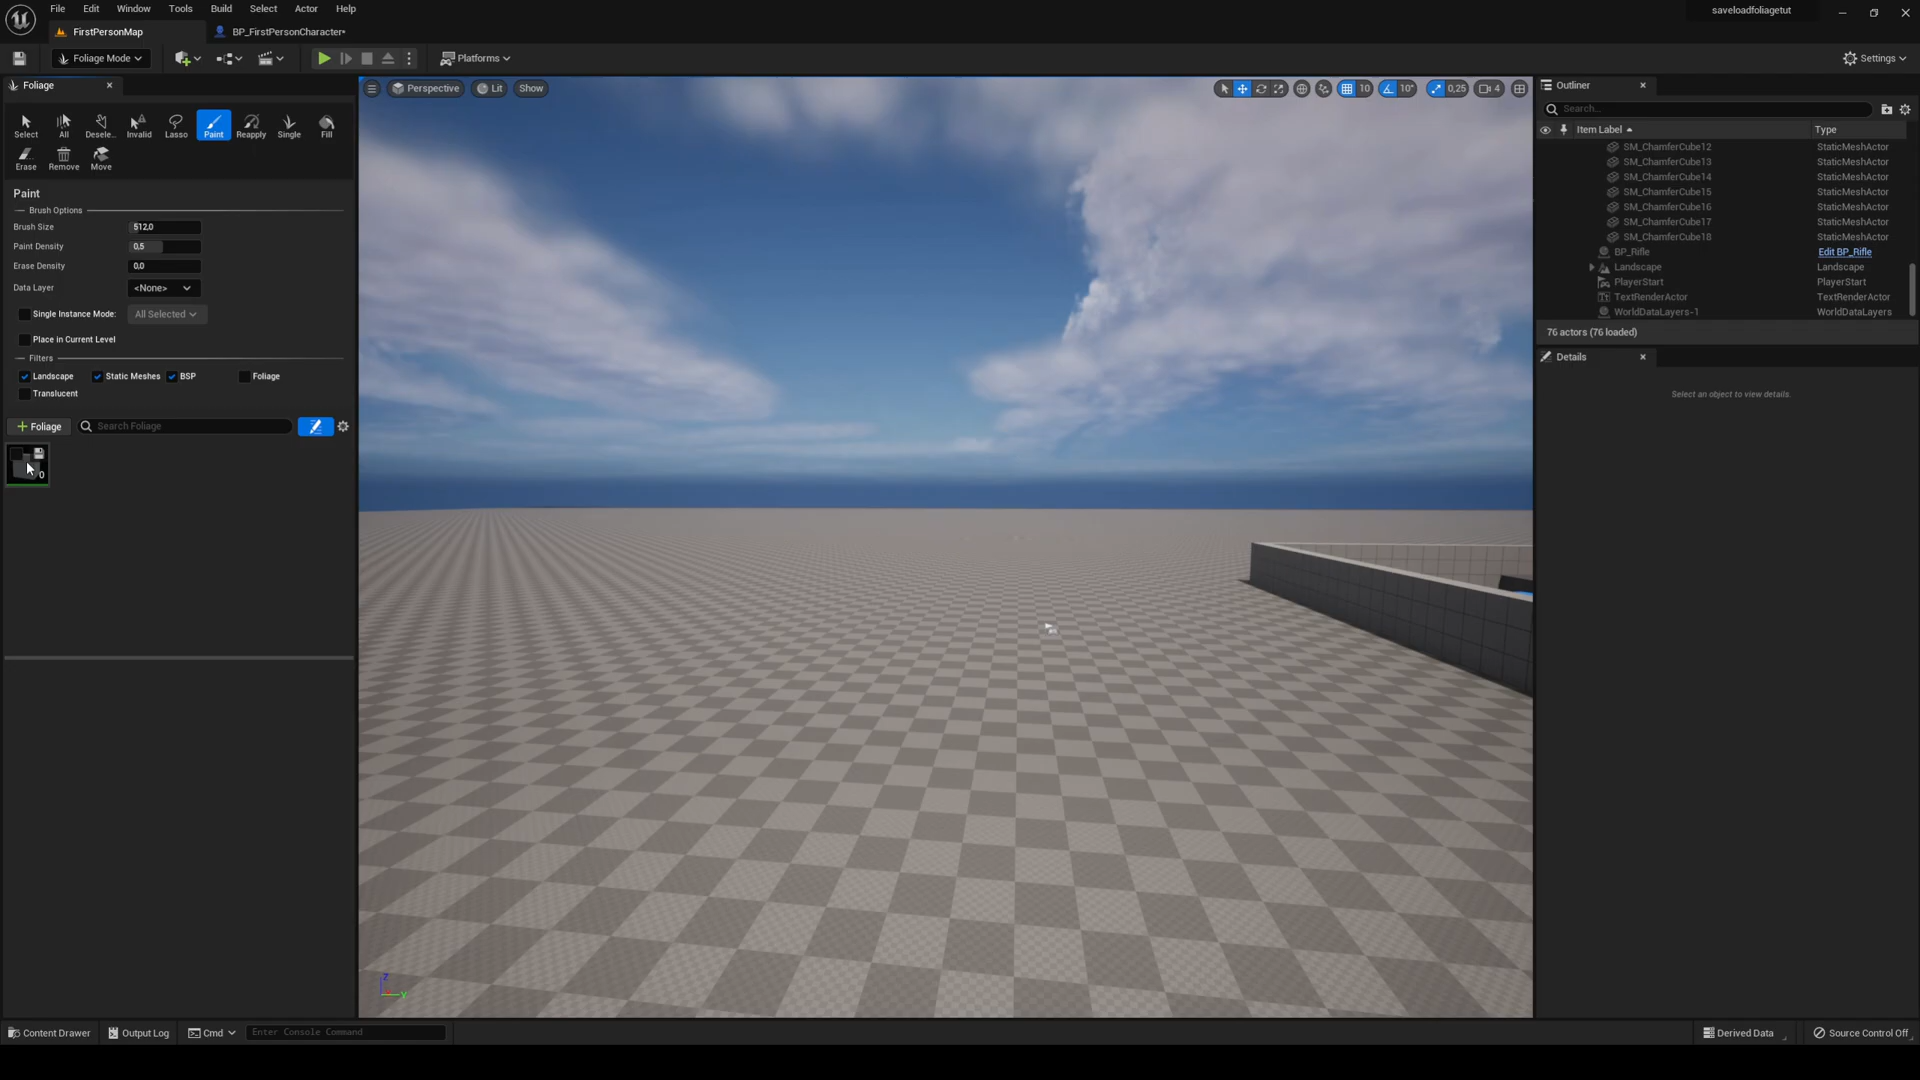 File Edit Window Tools Build Select Actor Help
saveloadfoliagetut
FirstPersonMap
BP_FirstPersonCharacter*
Foliage Mode
Platforms
Settings
Foliage
Perspective Lit Show
10 10° 0,25 4
Outliner
Search...
Item Label Type
Select All Desele... Invalid Lasso Paint Reapply Single Fill
Erase Remove Move
Paint
Brush Options
Brush Size 512,0
Paint Density 0,5
Erase Density 0,0
Data Layer <None>
Single Instance Mode: All Selected
Place in Current Level
Filters
Landscape Static Meshes BSP Foliage
Translucent
Foliage Search Foliage
0
SM_ChamferCube12 StaticMeshActor
SM_ChamferCube13 StaticMeshActor
SM_ChamferCube14 StaticMeshActor
SM_ChamferCube15 StaticMeshActor
SM_ChamferCube16 StaticMeshActor
SM_ChamferCube17 StaticMeshActor
SM_ChamferCube18 StaticMeshActor
BP_Rifle Edit BP_Rifle
Landscape Landscape
PlayerStart PlayerStart
TextRenderActor TextRenderActor
WorldDataLayers-1 WorldDataLayers
76 actors (76 loaded)
Details
Select an object to view details.
Z
Y
Content Drawer Output Log Cmd Enter Console Command
Derived Data Source Control Off